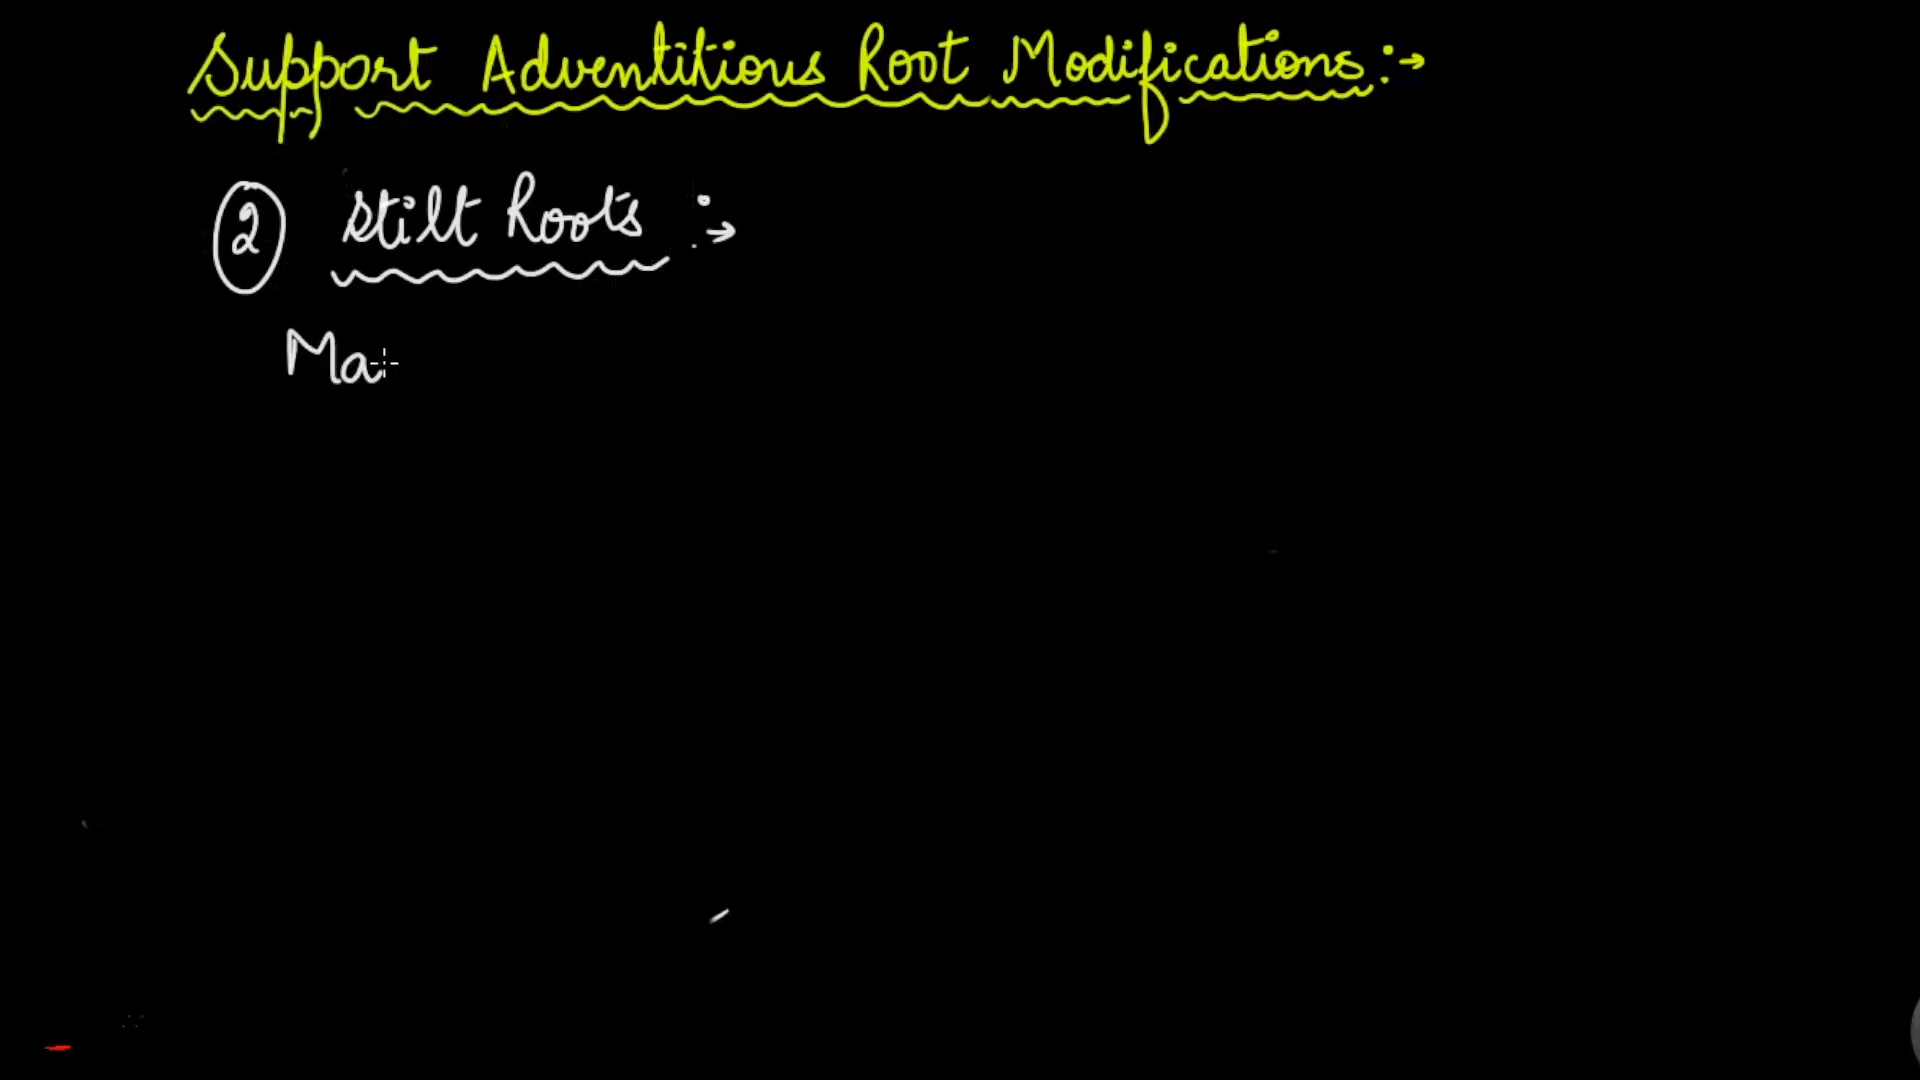 Support Adventitious Root Modifications :→
② Stilt Roots :→
Ma